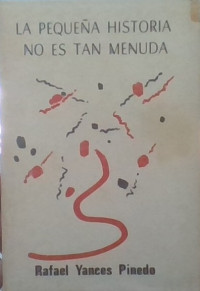 LA PEQUEÑA HISTORIA
NO ES TAN MENUDA
Rafael Yances Pinedo